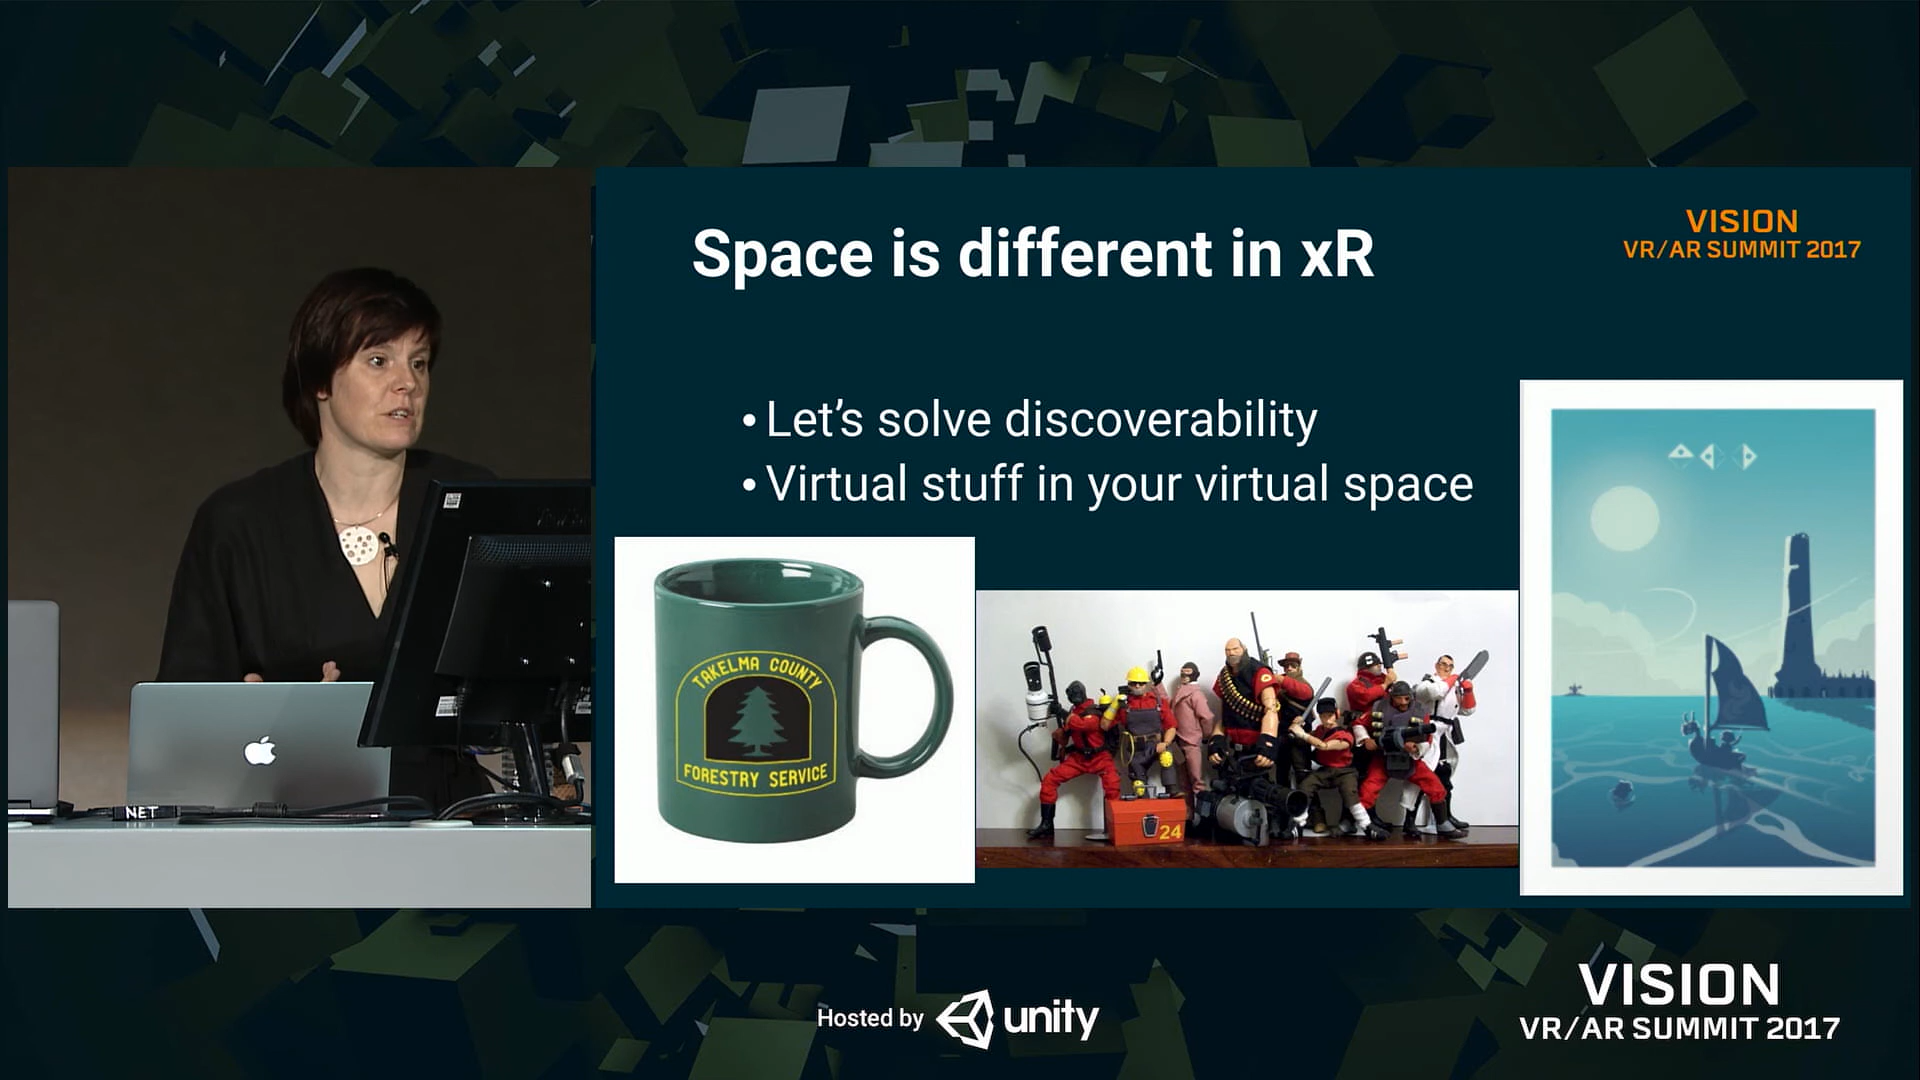 Space is different in xR
VISION
VR/AR SUMMIT 2017
• Let's solve discoverability
• Virtual stuff in your virtual space
TAKELMA COUNTY
FORESTRY SERVICE
24
NET
Hosted by unity
VISION
VR/AR SUMMIT 2017